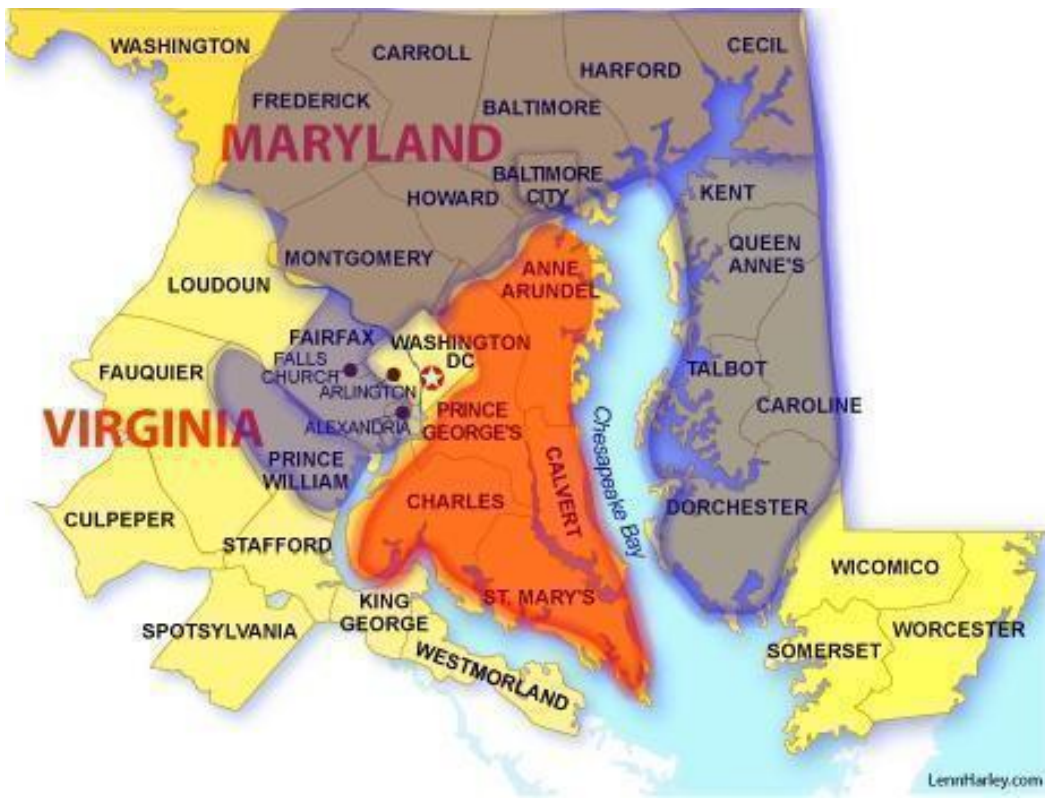 WASHINGTON
CARROLL
CECIL
HARFORD
FREDERICK
BALTIMORE
MARYLAND
BALTIMORE
CITY
HOWARD
KENT
QUEEN
ANNE'S
MONTGOMERY
ANNE
ARUNDEL
LOUDOUN
FAIRFAX
WASHINGTON
DC
FALLS
CHURCH
ARLINGTON
FAUQUIER
TALBOT
CAROLINE
ALEXANDRIA
PRINCE
GEORGE'S
VIRGINIA
PRINCE
WILLIAM
Chesapeake Bay
CALVERT
CHARLES
DORCHESTER
CULPEPER
STAFFORD
WICOMICO
ST. MARY'S
KING
GEORGE
SPOTSYLVANIA
WORCESTER
SOMERSET
WESTMORLAND
LennHarley.com